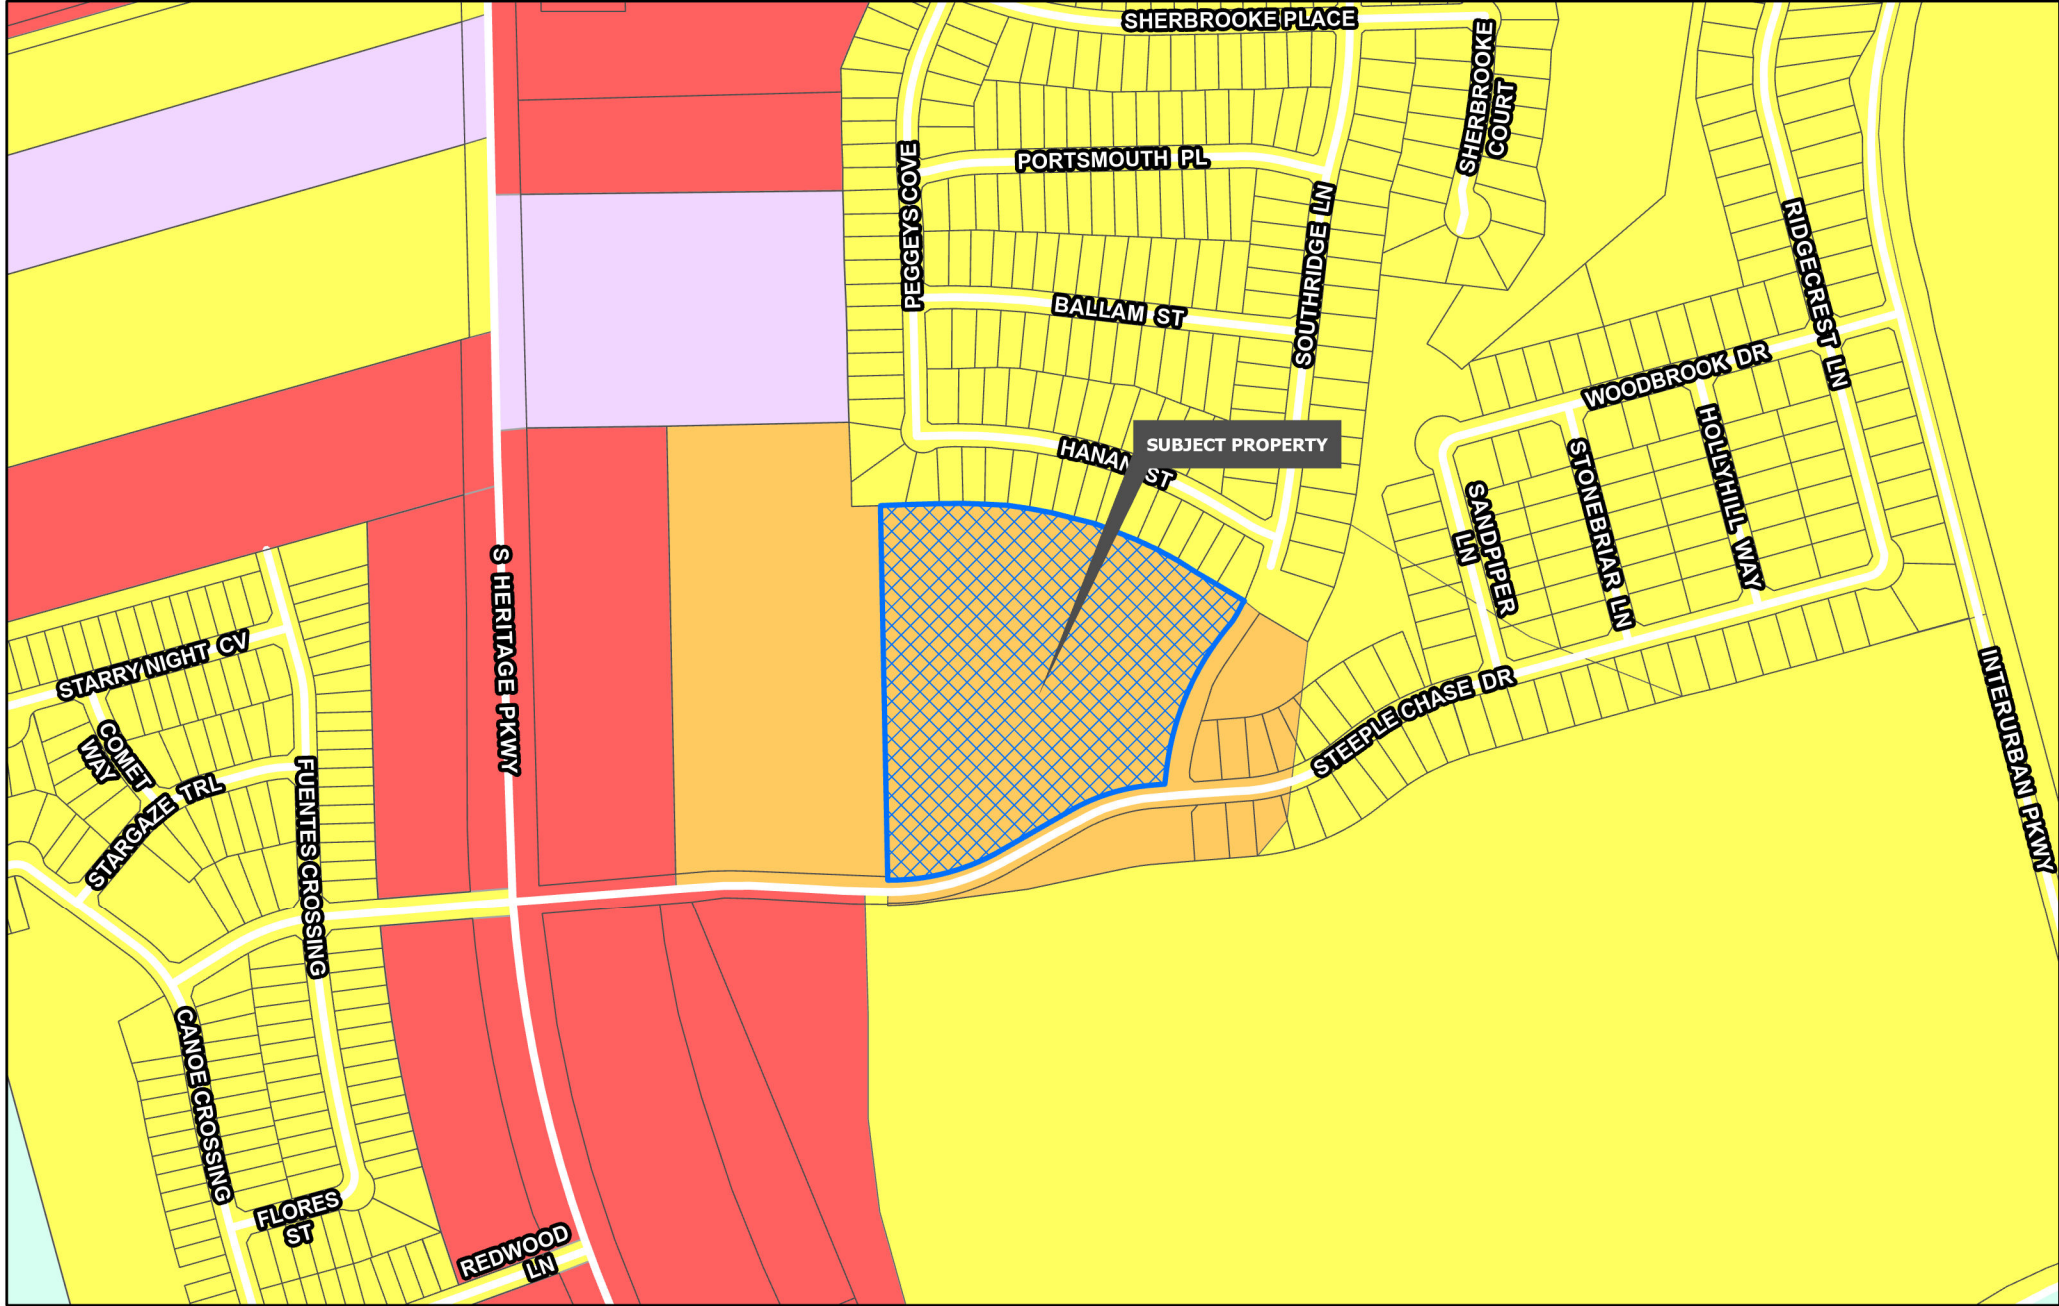 SHERBROOKE PLACE
SHERBROOKE
COURT
PORTSMOUTH PL
PEGGEYS COVE
SOUTHRIDGE LN
RIDGECREST LN
BALLAM ST
WOODBROOK DR
HANAM ST
SUBJECT PROPERTY
HOLLYHILL WAY
STONEBRIAR LN
SANDPIPER
LN
S HERITAGE PKWY
STARRY NIGHT CV
COMET
WAY
STARGAZE TRL
FUENTES CROSSING
STEEPLE CHASE DR
INTERURBAN PKWY
CANOE CROSSING
FLORES
ST
REDWOOD
LN